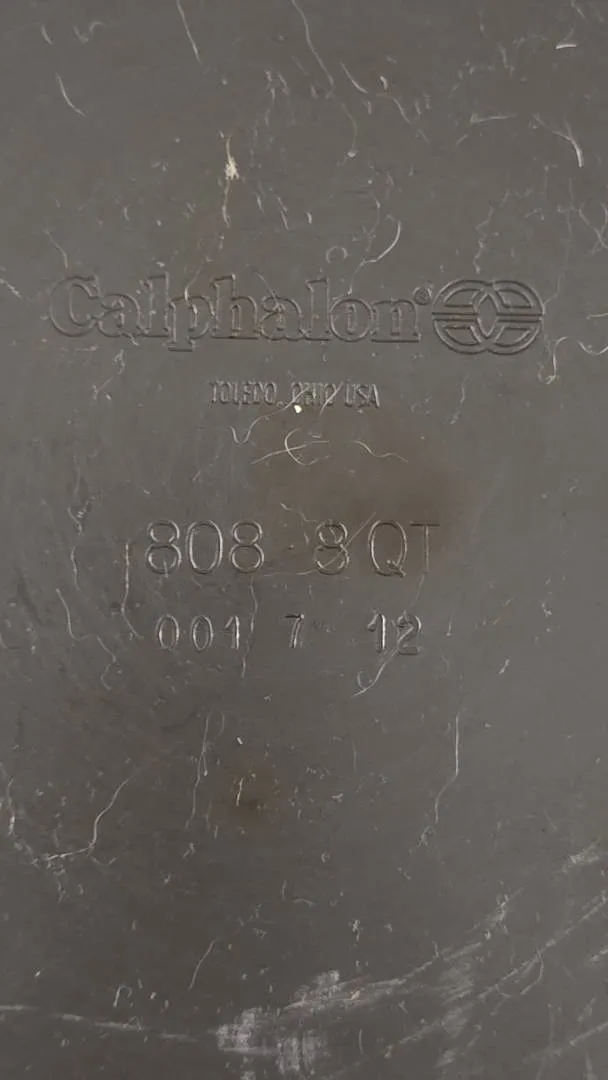 Calphalon®
TOLEDO, OHIO USA
808 8 QT
001 7 12